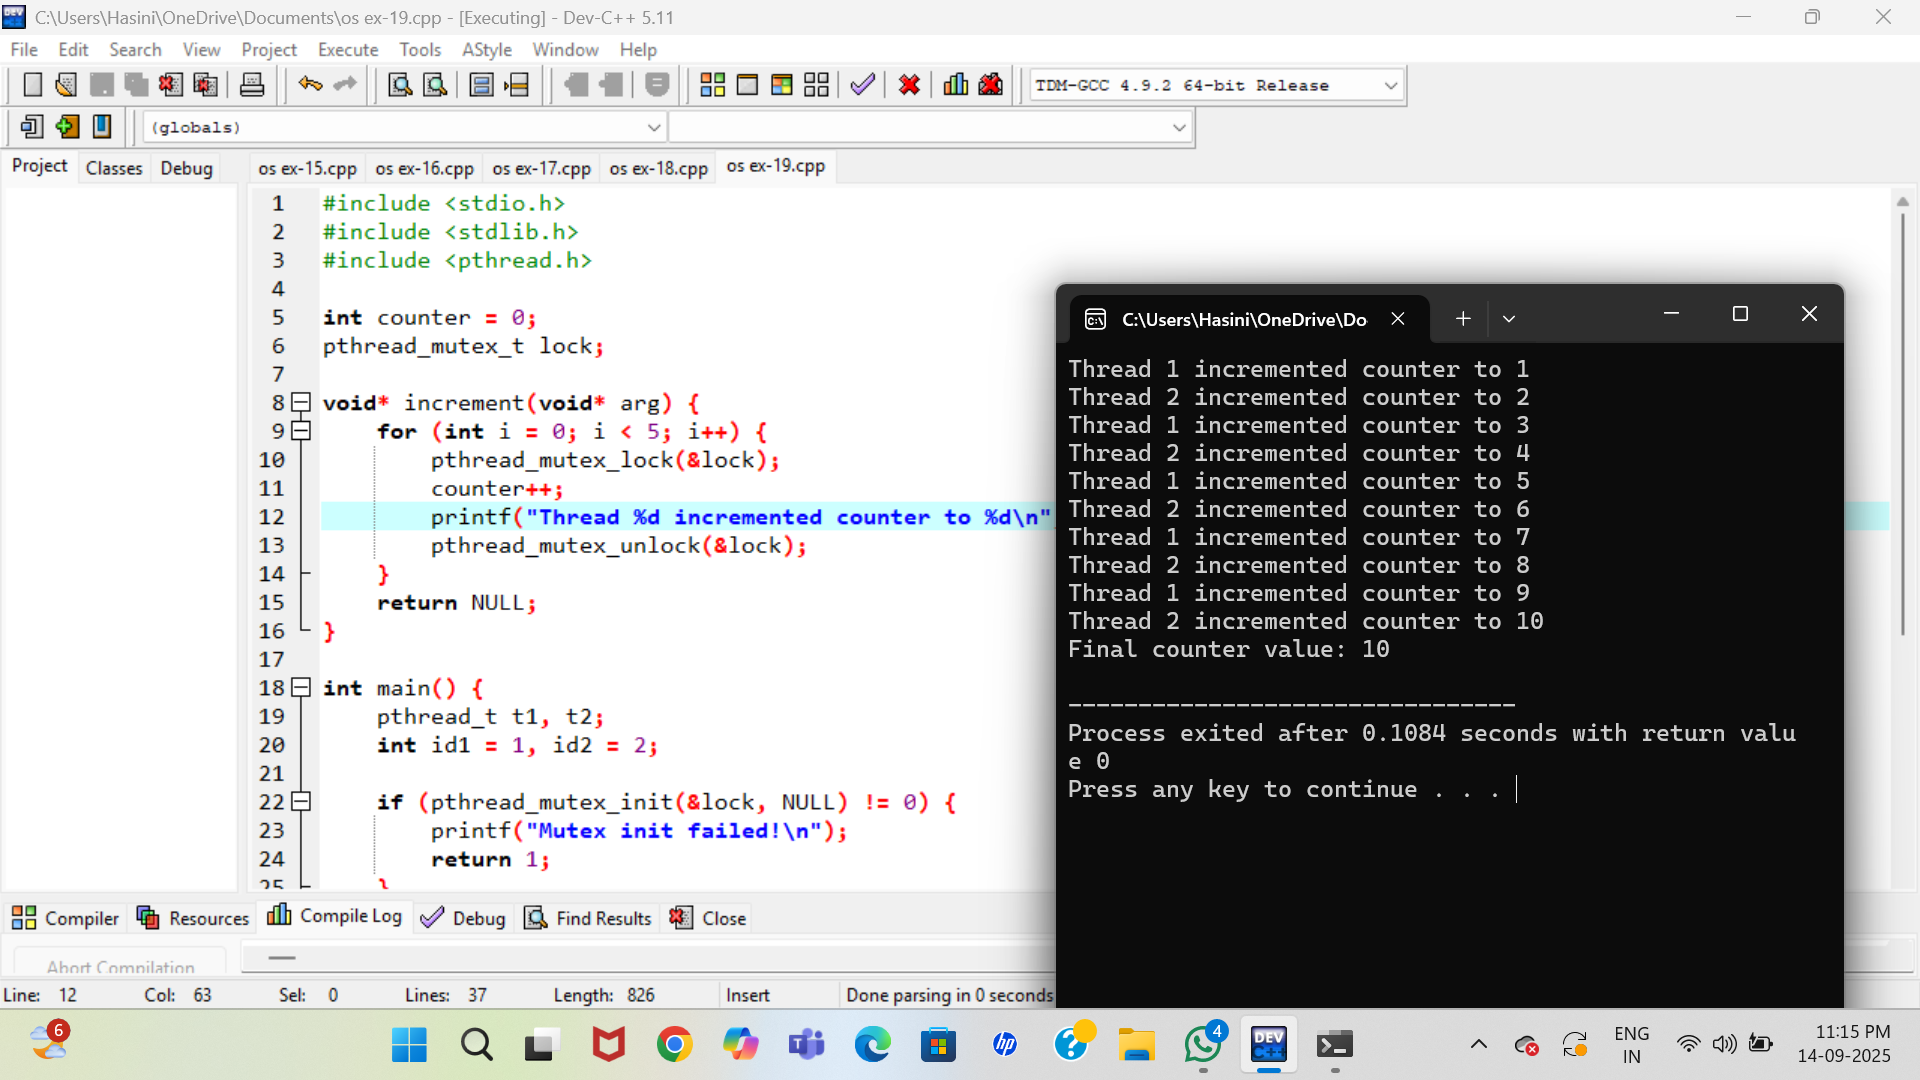 C:\Users\Hasini\OneDrive\Documents\os ex-19.cpp - [Executing] - Dev-C++ 5.11
File Edit Search View Project Execute Tools AStyle Window Help
TDM-GCC 4.9.2 64-bit Release
(globals)
Project Classes Debug
os ex-15.cpp os ex-16.cpp os ex-17.cpp os ex-18.cpp os ex-19.cpp
1 #include <stdio.h>
2 #include <stdlib.h>
3 #include <pthread.h>
4
5 int counter = 0;
6 pthread_mutex_t lock;
7
8 void* increment(void* arg) {
9 for (int i = 0; i < 5; i++) {
10 pthread_mutex_lock(&lock);
11 counter++;
12 printf("Thread %d incremented counter to %d\n"
13 pthread_mutex_unlock(&lock);
14 }
15 return NULL;
16 }
17
18 int main() {
19 pthread_t t1, t2;
20 int id1 = 1, id2 = 2;
21
22 if (pthread_mutex_init(&lock, NULL) != 0) {
23 printf("Mutex init failed!\n");
24 return 1;
25 }
C:\Users\Hasini\OneDrive\Do
Thread 1 incremented counter to 1
Thread 2 incremented counter to 2
Thread 1 incremented counter to 3
Thread 2 incremented counter to 4
Thread 1 incremented counter to 5
Thread 2 incremented counter to 6
Thread 1 incremented counter to 7
Thread 2 incremented counter to 8
Thread 1 incremented counter to 9
Thread 2 incremented counter to 10
Final counter value: 10
--------------------------------
Process exited after 0.1084 seconds with return valu
e 0
Press any key to continue . . .
Compiler Resources Compile Log Debug Find Results Close
Abort Compilation
Line: 12 Col: 63 Sel: 0 Lines: 37 Length: 826 Insert Done parsing in 0 seconds
6
hp
4
DEV C++
ENG
IN
11:15 PM
14-09-2025